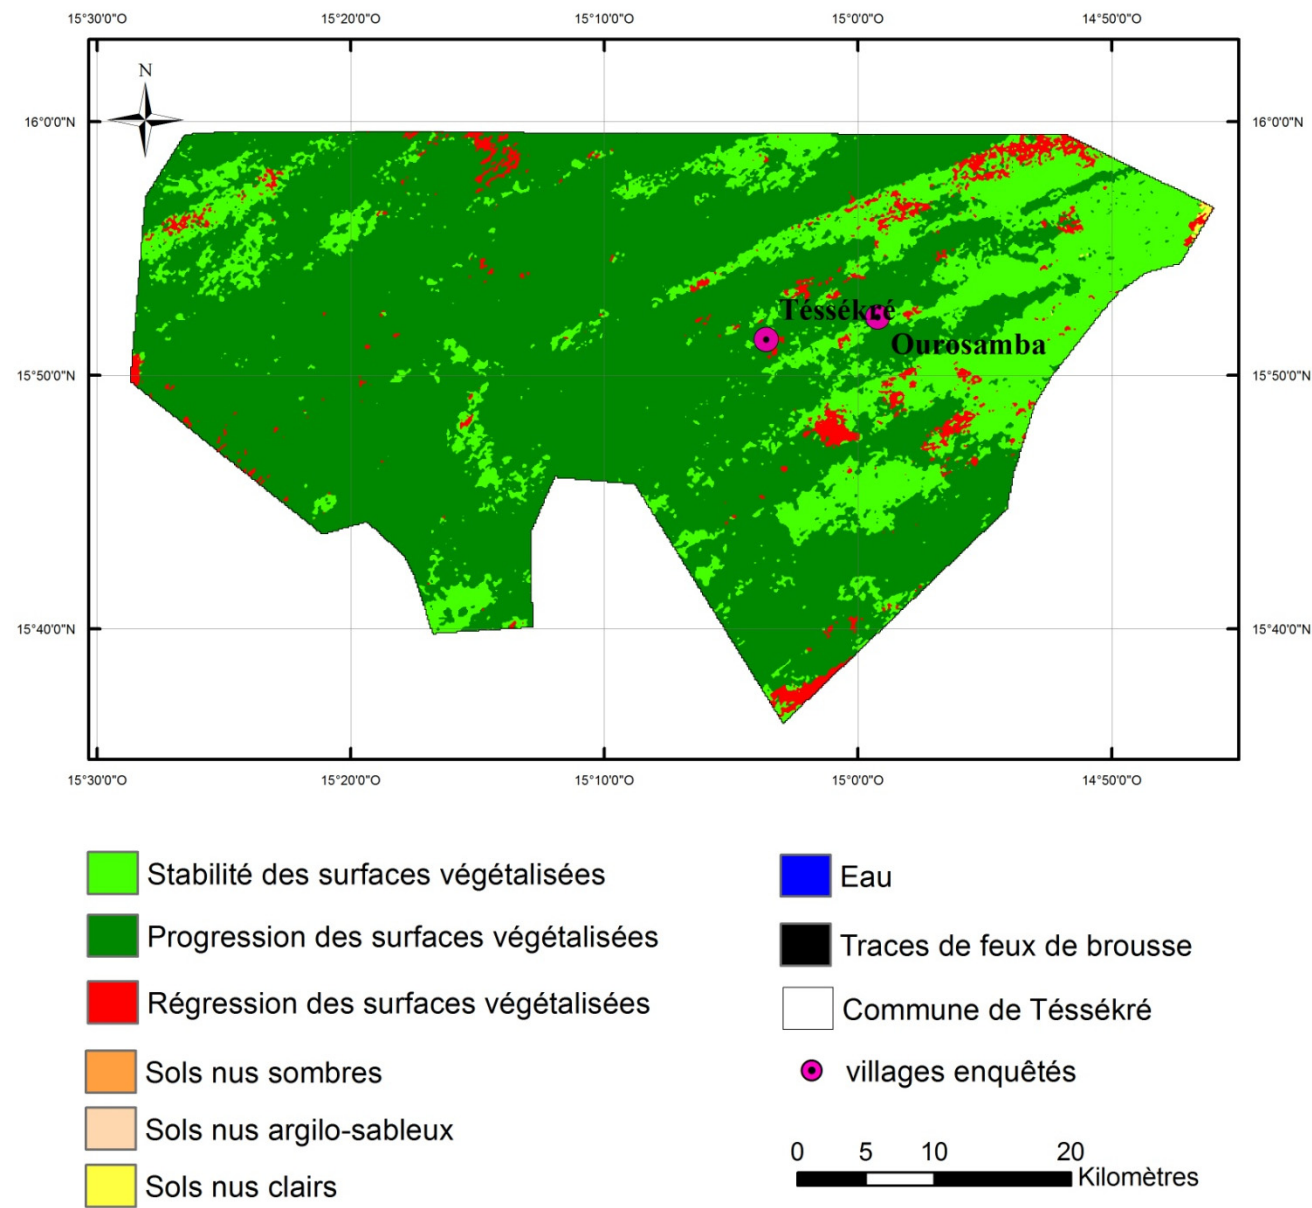 15°30'0"O 15°20'0"O 15°10'0"O 15°0'0"O 14°50'0"O
N
16°0'0"N 16°0'0"N
Téssékré
Ourosamba
15°50'0"N 15°50'0"N
15°40'0"N 15°40'0"N
15°30'0"O 15°20'0"O 15°10'0"O 15°0'0"O 14°50'0"O
Stabilité des surfaces végétalisées
Progression des surfaces végétalisées
Régression des surfaces végétalisées
Sols nus sombres
Sols nus argilo-sableux
Sols nus clairs
Eau
Traces de feux de brousse
Commune de Téssékré
villages enquêtés
0 5 10 20
Kilomètres